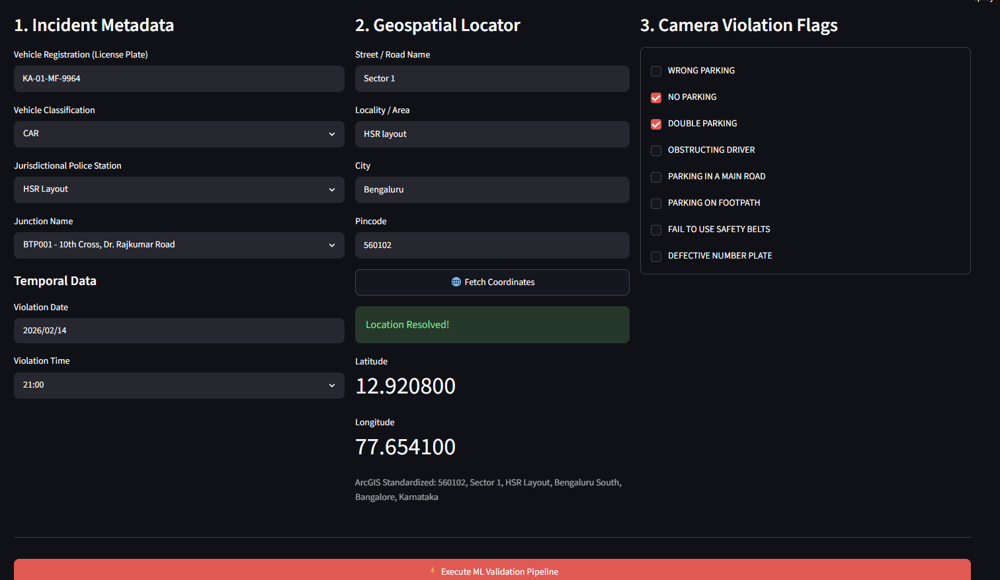 1. Incident Metadata
Vehicle Registration (License Plate)
KA-01-MF-9964
Vehicle Classification
CAR
Jurisdictional Police Station
HSR Layout
Junction Name
BTP001 - 10th Cross, Dr. Rajkumar Road
Temporal Data
Violation Date
2026/02/14
Violation Time
21:00
2. Geospatial Locator
Street / Road Name
Sector 1
Locality / Area
HSR layout
City
Bengaluru
Pincode
560102
Fetch Coordinates
Location Resolved!
Latitude
12.920800
Longitude
77.654100
ArcGIS Standardized: 560102, Sector 1, HSR Layout, Bengaluru South,
Bangalore, Karnataka
3. Camera Violation Flags
WRONG PARKING
NO PARKING
DOUBLE PARKING
OBSTRUCTING DRIVER
PARKING IN A MAIN ROAD
PARKING ON FOOTPATH
FAIL TO USE SAFETY BELTS
DEFECTIVE NUMBER PLATE
Execute ML Validation Pipeline